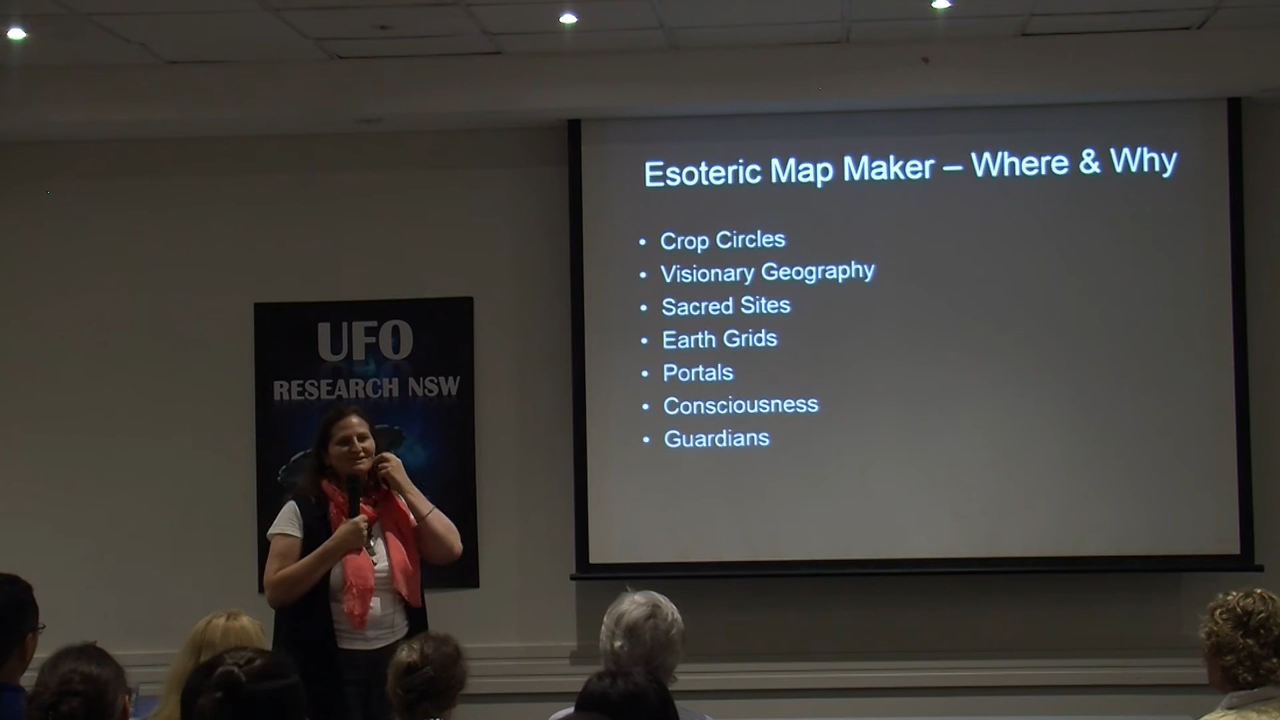 Esoteric Map Maker – Where & Why
• Crop Circles
• Visionary Geography
• Sacred Sites
• Earth Grids
• Portals
• Consciousness
• Guardians
UFO
RESEARCH NSW